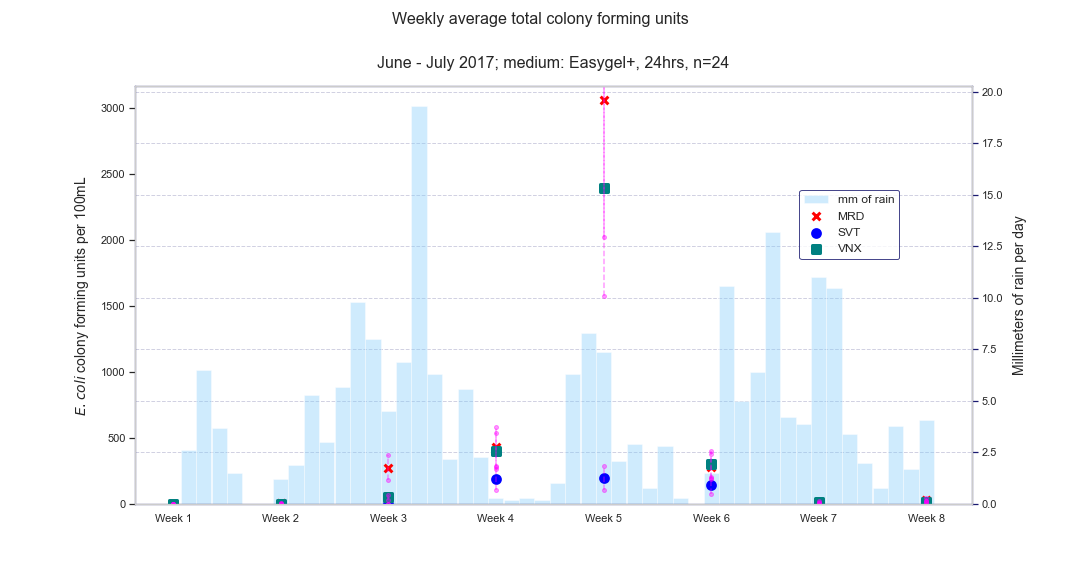 Weekly average total colony forming units
June - July 2017; medium: Easygel+, 24hrs, n=24
E. coli colony forming units per 100mL
3000
2500
2000
1500
1000
500
0
20.0
17.5
15.0
12.5
10.0
7.5
5.0
2.5
0.0
Millimeters of rain per day
mm of rain
MRD
SVT
VNX
Week 1 Week 2 Week 3 Week 4 Week 5 Week 6 Week 7 Week 8